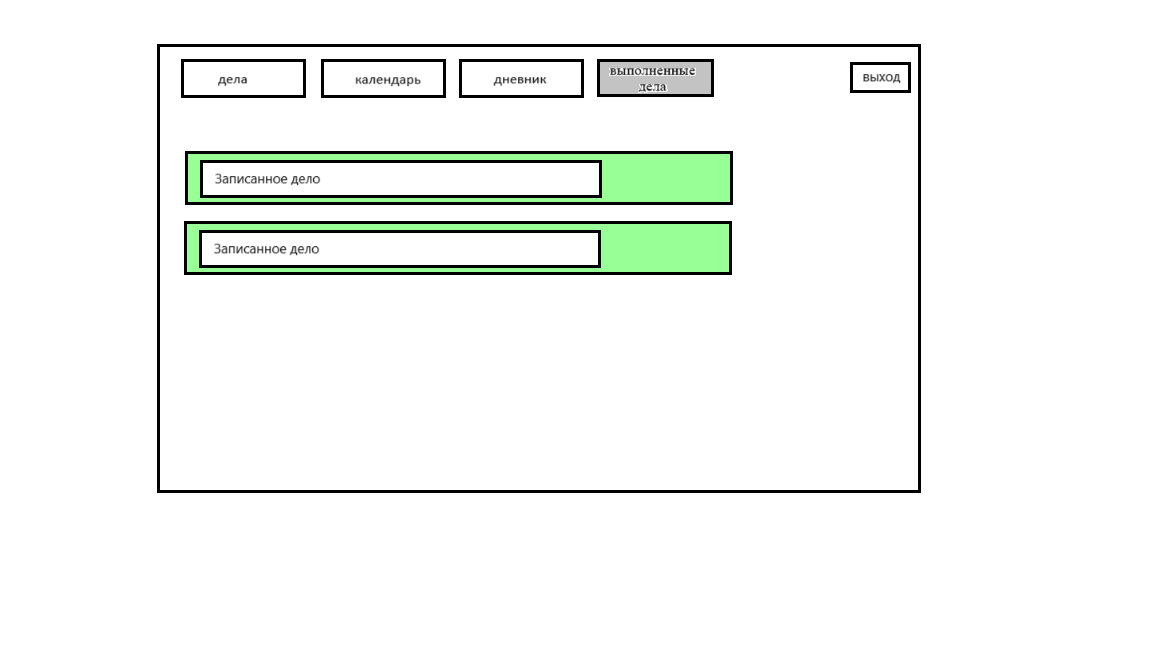 дела
календарь
дневник
выполненные
дела
выход
Записанное дело
Записанное дело